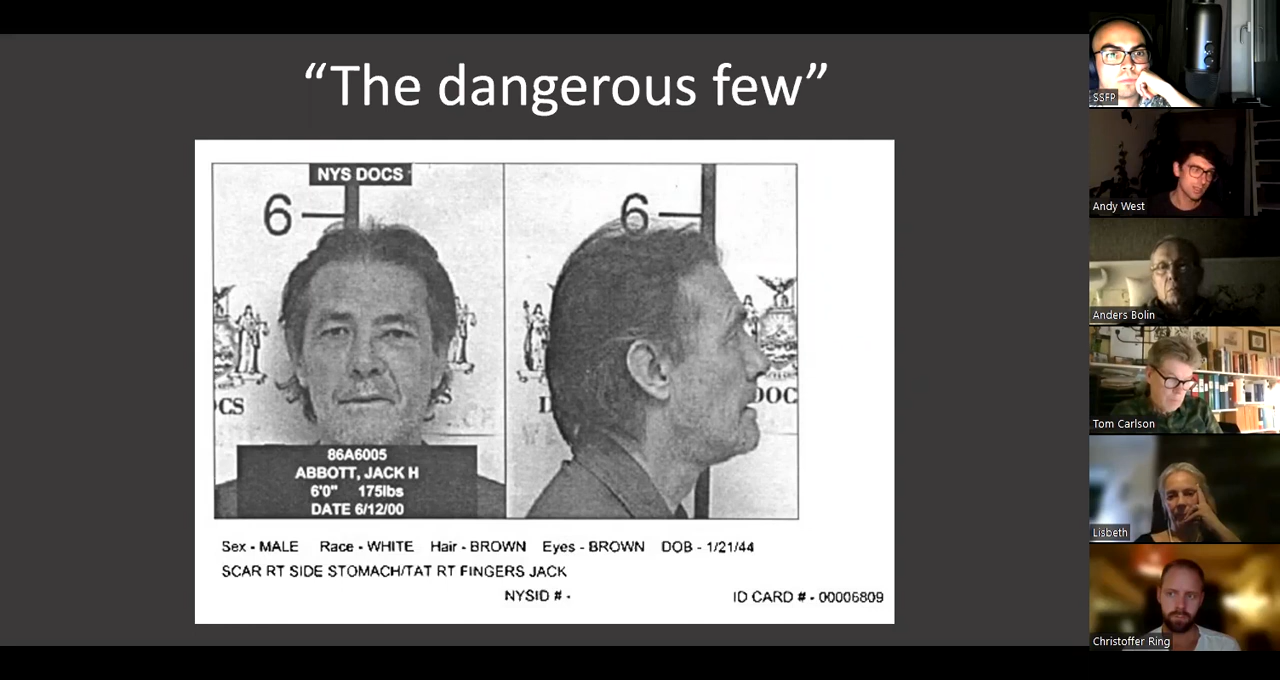 “The dangerous few”
NYS DOCS
6
6
CS
DOC
86A6005
ABBOTT, JACK H
6'0" 175lbs
DATE 6/12/00
Sex - MALE Race - WHITE Hair - BROWN Eyes - BROWN DOB - 1/21/44
SCAR RT SIDE STOMACH/TAT RT FINGERS JACK
NYSID # -
ID CARD # - 00006809
SSFP
Andy West
Anders Bolin
Tom Carlson
Lisbeth
Christoffer Ring